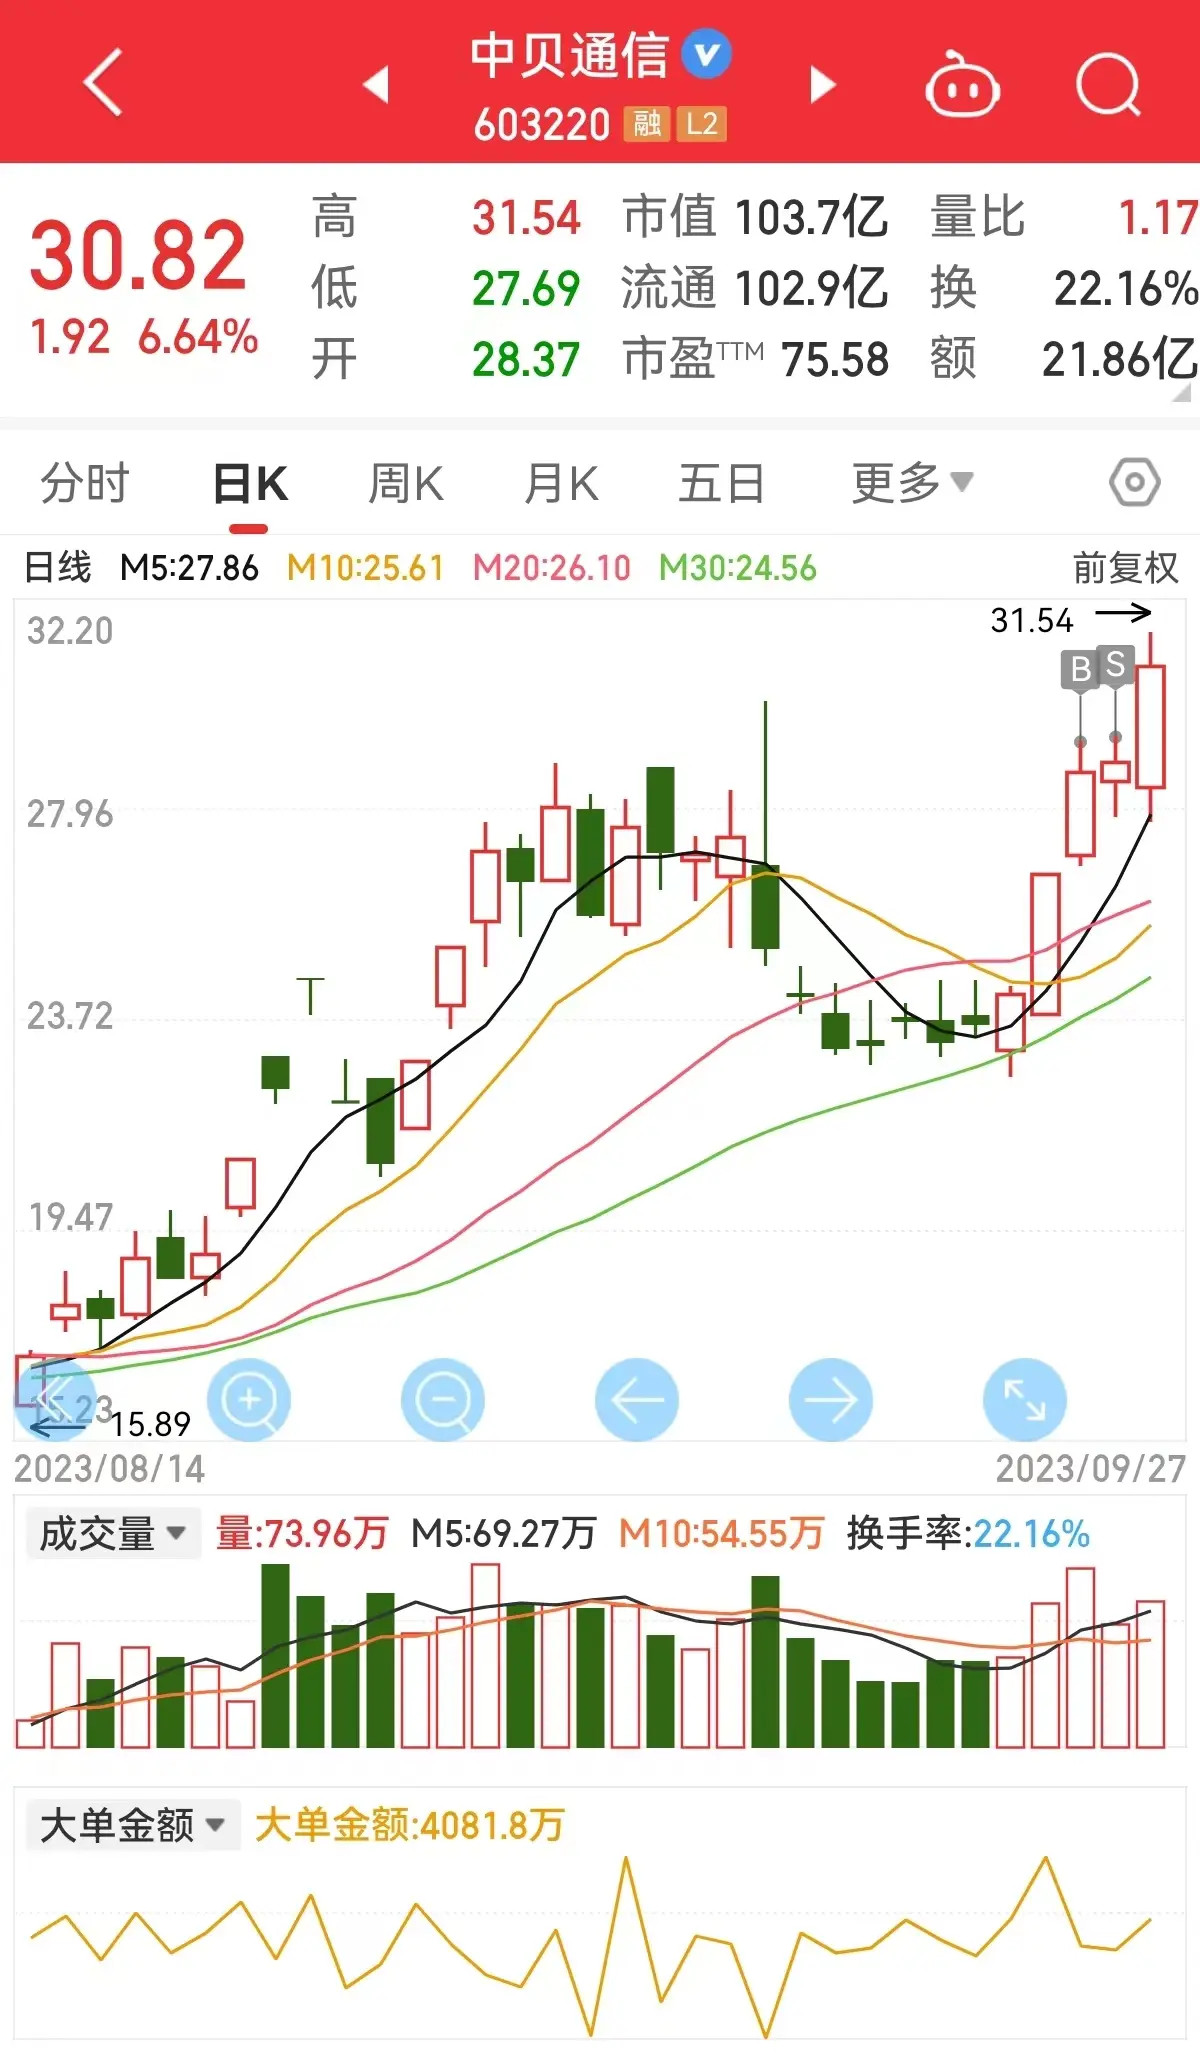 中贝通信
603220 融 L2
30.82
1.92 6.64%
高 31.54 市值 103.7亿 量比 1.17
低 27.69 流通 102.9亿 换 22.16%
开 28.37 市盈TTM 75.58 额 21.86亿
分时 日K 周K 月K 五日 更多
日线 M5:27.86 M10:25.61 M20:26.10 M30:24.56 前复权
32.20
31.54
B S
27.96
23.72
19.47
15.23
15.89
2023/08/14 2023/09/27
成交量 量:73.96万 M5:69.27万 M10:54.55万 换手率:22.16%
大单金额 大单金额:4081.8万